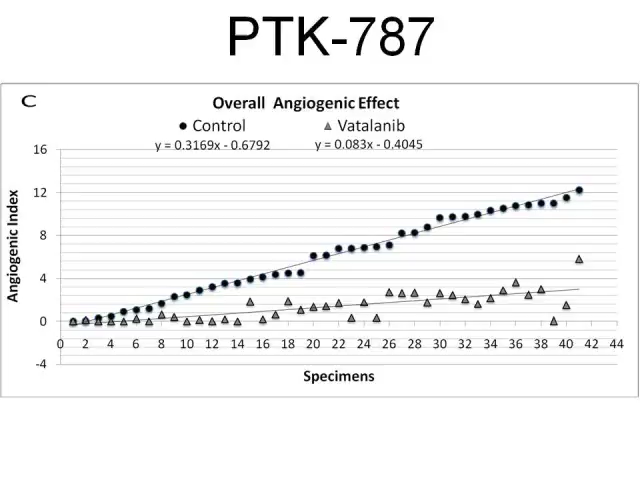 PTK-787
C
Overall Angiogenic Effect
● Control ▲ Vatalanib
y = 0.3169x - 0.6792 y = 0.083x - 0.4045
16
12
8
4
0
-4
0 2 4 6 8 10 12 14 16 18 20 22 24 26 28 30 32 34 36 38 40 42 44
Angiogenic Index
Specimens